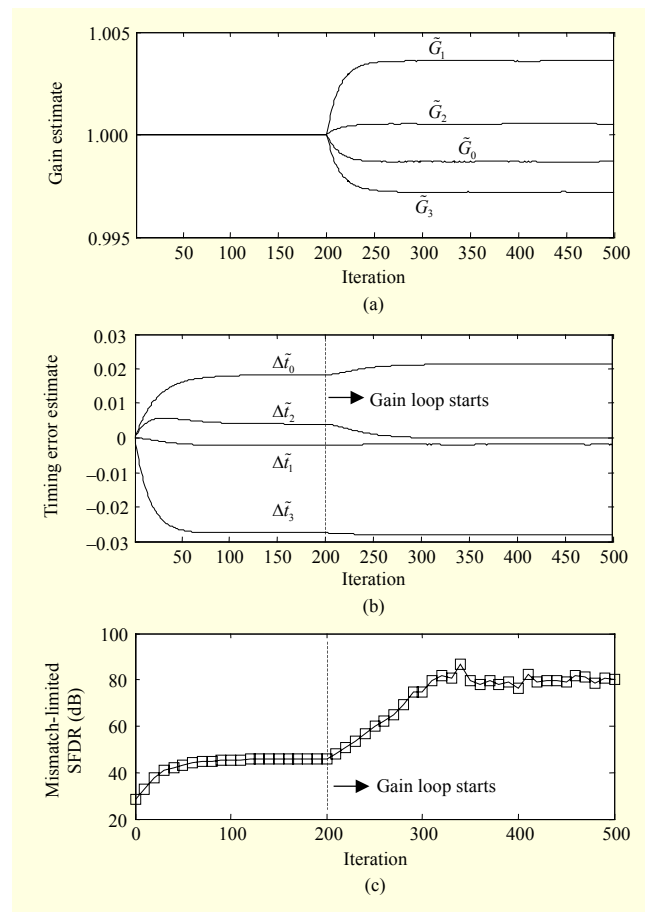 1.005
1.000
0.995
Gain estimate
G̃₁
G̃₂
G̃₀
G̃₃
50 100 150 200 250 300 350 400 450 500
Iteration
(a)
0.03
0.02
0.01
0
–0.01
–0.02
–0.03
Timing error estimate
Δt̃₀
Δt̃₂
Δt̃₁
Δt̃₃
Gain loop starts
50 100 150 200 250 300 350 400 450 500
Iteration
(b)
100
80
60
40
20
Mismatch-limited
SFDR (dB)
Gain loop starts
0 100 200 300 400 500
Iteration
(c)